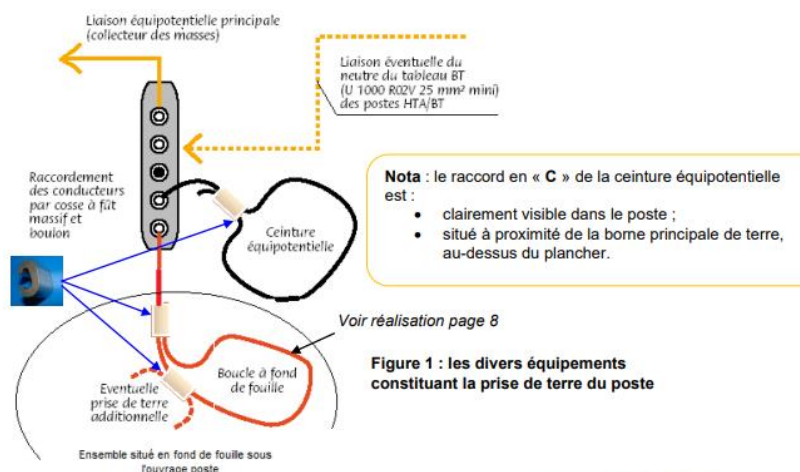 Liaison équipotentielle principale
(collecteur des masses)
Liaison éventuelle du
neutre du tableau BT
(U 1000 R02V 25 mm² mini)
des postes HTA/BT
Raccordement
des conducteurs
par cosse à fût
massif et
boulon
Ceinture
équipotentielle
Nota : le raccord en « C » de la ceinture équipotentielle
est :
• clairement visible dans le poste ;
• situé à proximité de la borne principale de terre,
au-dessus du plancher.
Voir réalisation page 8
Boucle à fond
de fouille
Eventuelle
prise de terre
additionnelle
Figure 1 : les divers équipements
constituant la prise de terre du poste
Ensemble situé en fond de fouille sous
l'ouvrage poste